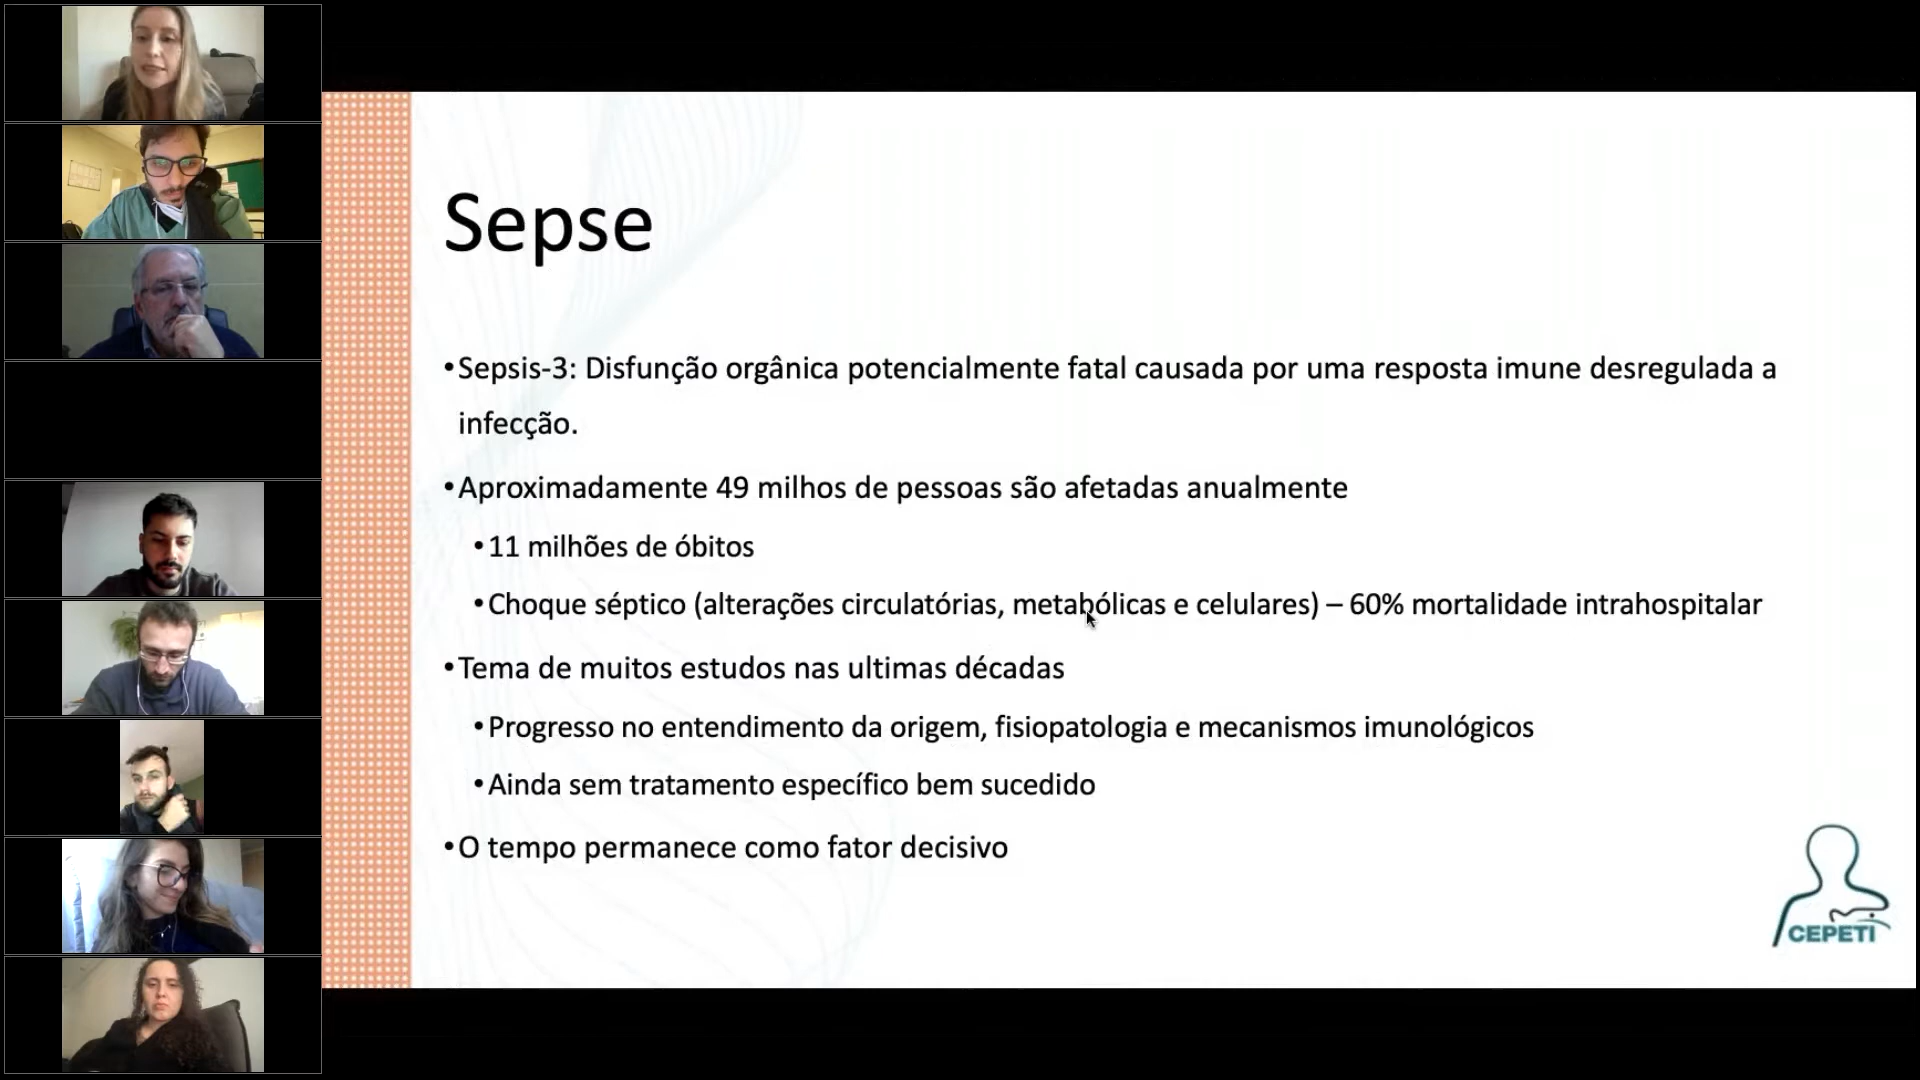 Sepse
•Sepsis-3: Disfunção orgânica potencialmente fatal causada por uma resposta imune desregulada a
infecção.
•Aproximadamente 49 milhos de pessoas são afetadas anualmente
•11 milhões de óbitos
•Choque séptico (alterações circulatórias, metabólicas e celulares) – 60% mortalidade intrahospitalar
•Tema de muitos estudos nas ultimas décadas
•Progresso no entendimento da origem, fisiopatologia e mecanismos imunológicos
•Ainda sem tratamento específico bem sucedido
•O tempo permanece como fator decisivo
CEPETI